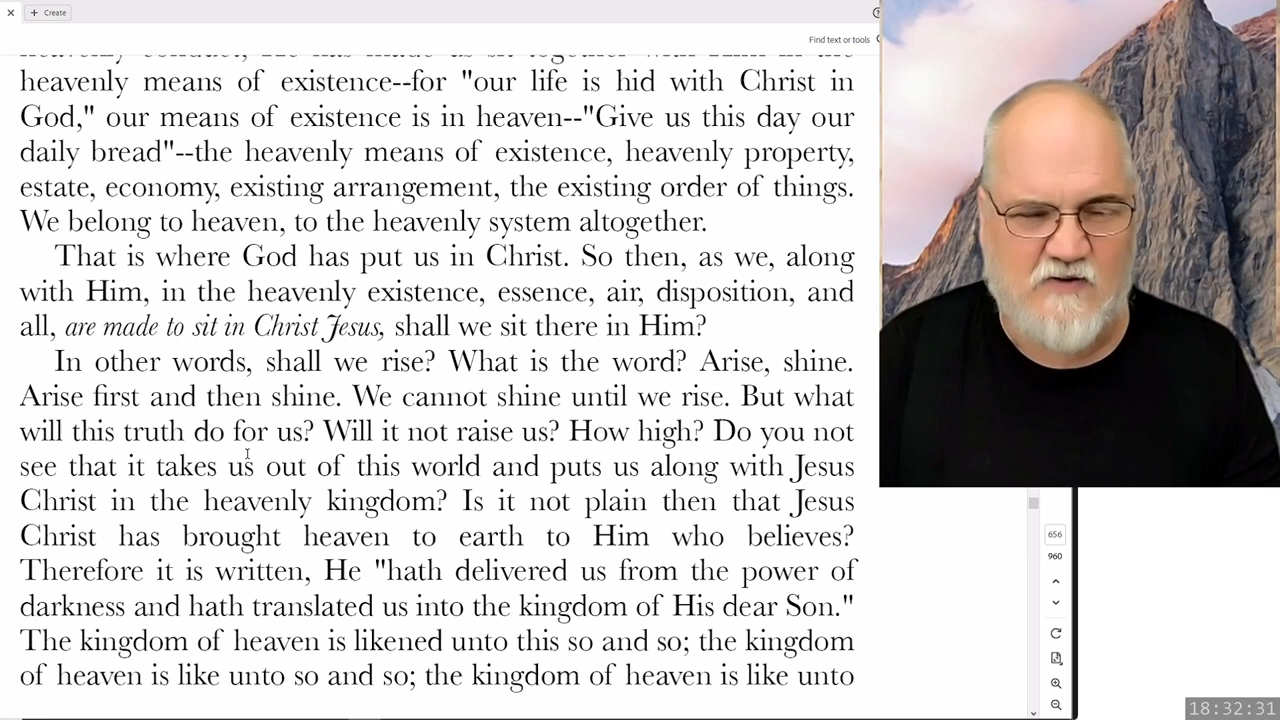 Create
Find text or tools
heavenly conduct, He has made us sit together with Him in the
heavenly means of existence--for "our life is hid with Christ in
God," our means of existence is in heaven--"Give us this day our
daily bread"--the heavenly means of existence, heavenly property,
estate, economy, existing arrangement, the existing order of things.
We belong to heaven, to the heavenly system altogether.
That is where God has put us in Christ. So then, as we, along
with Him, in the heavenly existence, essence, air, disposition, and
all, are made to sit in Christ Jesus, shall we sit there in Him?
In other words, shall we rise? What is the word? Arise, shine.
Arise first and then shine. We cannot shine until we rise. But what
will this truth do for us? Will it not raise us? How high? Do you not
see that it takes us out of this world and puts us along with Jesus
Christ in the heavenly kingdom? Is it not plain then that Jesus
Christ has brought heaven to earth to Him who believes?
Therefore it is written, He "hath delivered us from the power of
darkness and hath translated us into the kingdom of His dear Son."
The kingdom of heaven is likened unto this so and so; the kingdom
of heaven is like unto so and so; the kingdom of heaven is like unto
656
960
18:32:31